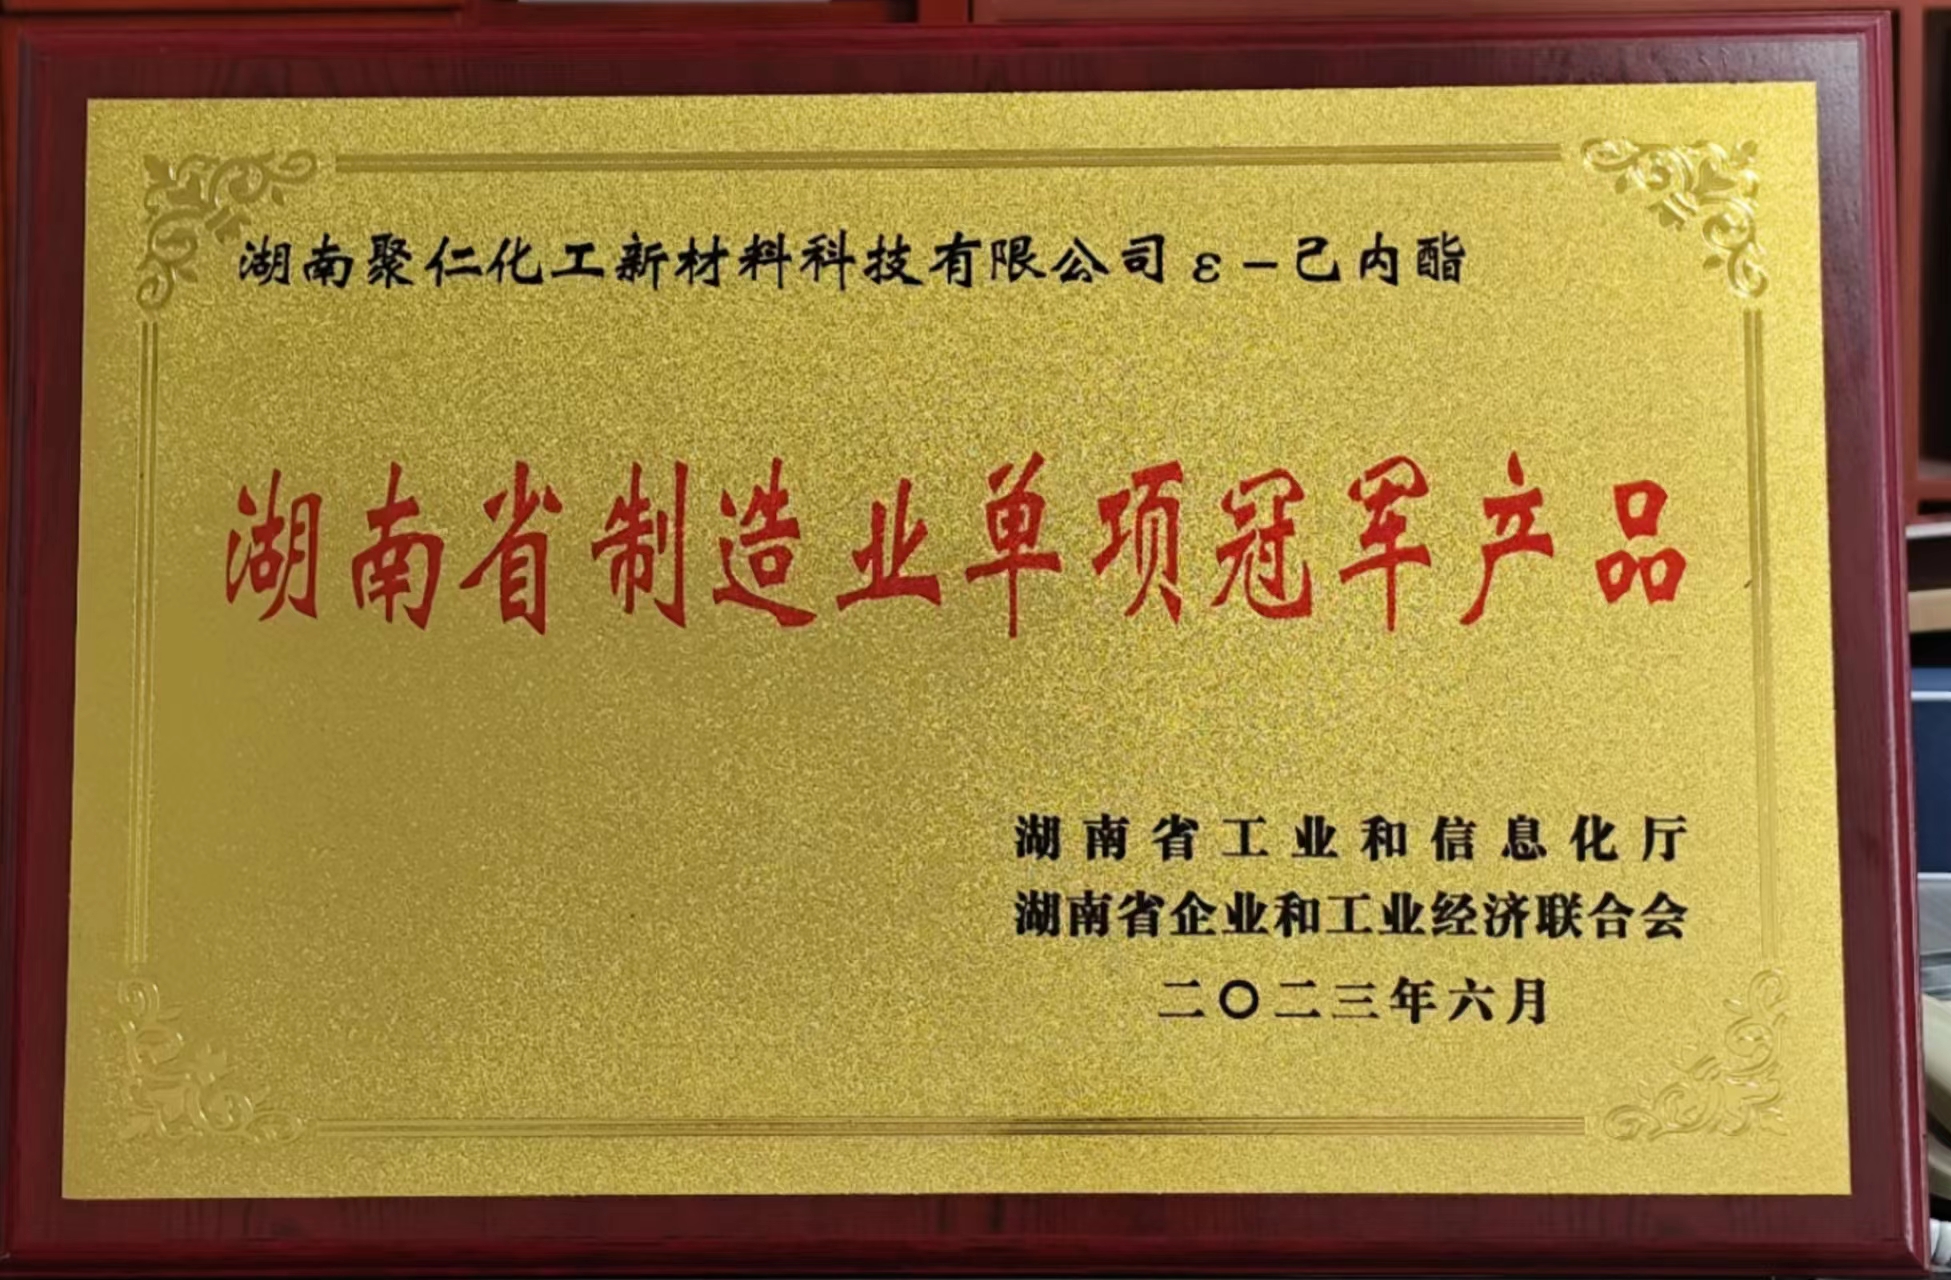 湖南聚仁化工新材料科技有限公司ε-己内酯
湖南省制造业单项冠军产品
湖南省工业和信息化厅
湖南省企业和工业经济联合会
二〇二三年六月